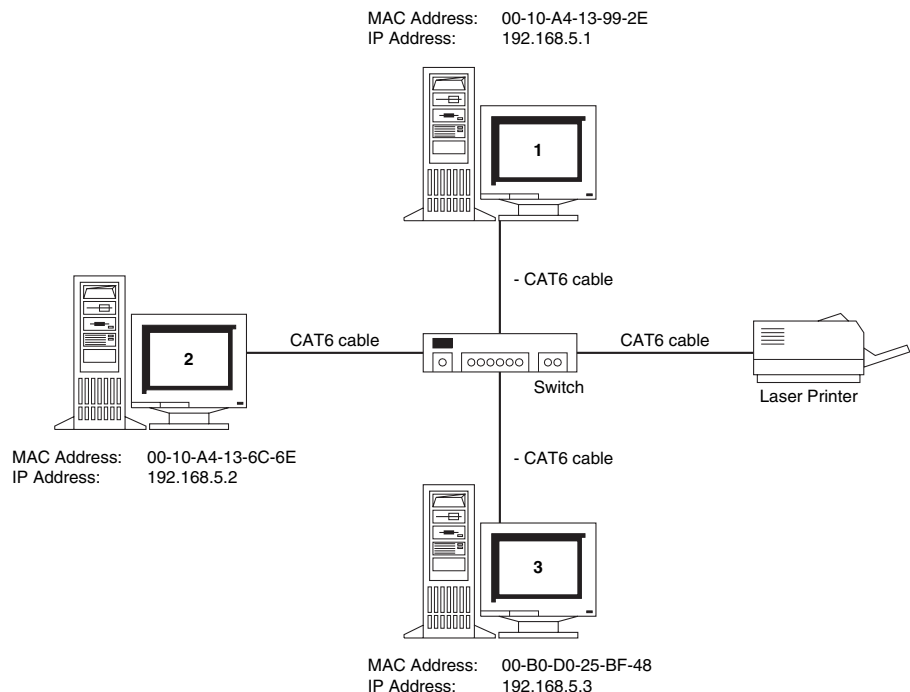 MAC Address: 00-10-A4-13-99-2E
IP Address: 192.168.5.1
1
- CAT6 cable
2
CAT6 cable
CAT6 cable
Switch
Laser Printer
MAC Address: 00-10-A4-13-6C-6E
IP Address: 192.168.5.2
- CAT6 cable
3
MAC Address: 00-B0-D0-25-BF-48
IP Address: 192.168.5.3